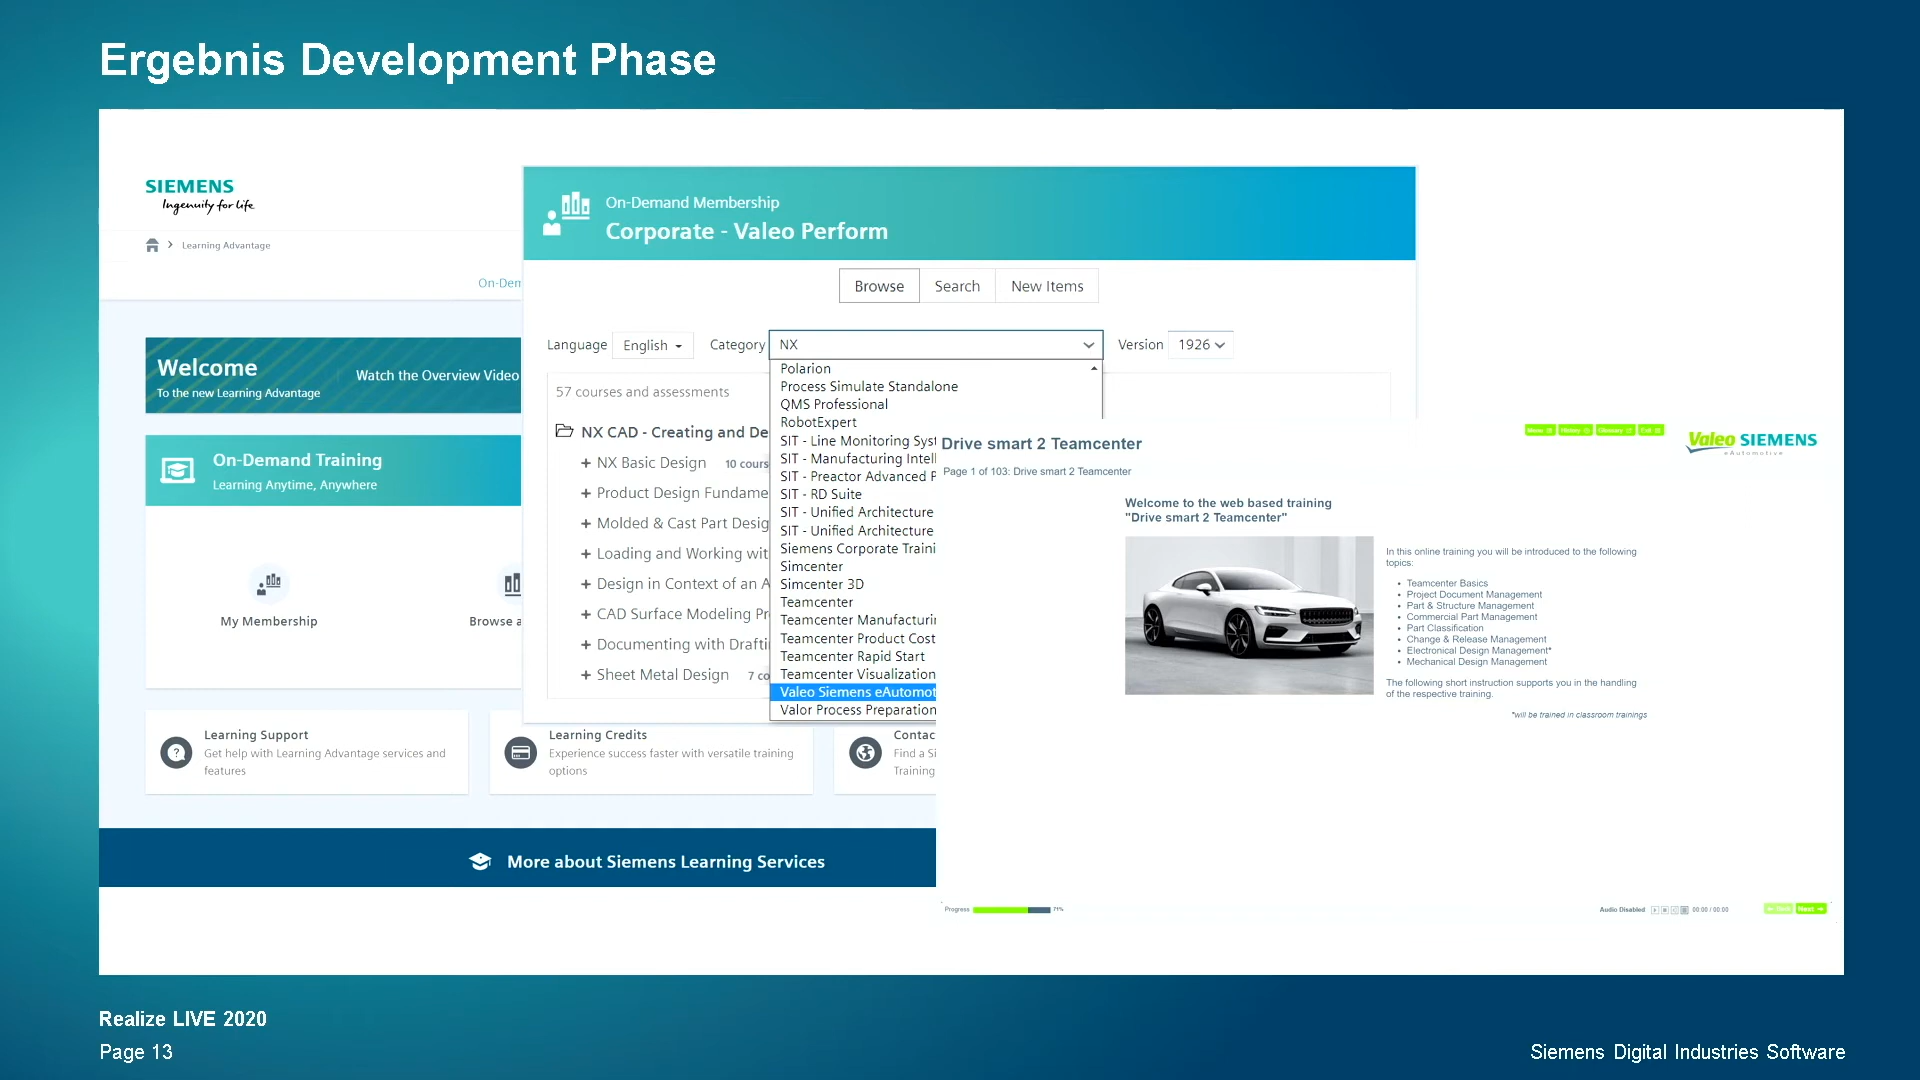 Ergebnis Development Phase
SIEMENS
Ingenuity for life
Learning Advantage
On-Dem
Welcome
To the new Learning Advantage
Watch the Overview Video
On-Demand Training
Learning Anytime, Anywhere
My Membership
Browse a
On-Demand Membership
Corporate - Valeo Perform
Browse
Search
New Items
Language
English
Category
NX
Version
1926
57 courses and assessments
NX CAD - Creating and De
+ NX Basic Design 10 cours
+ Product Design Fundame
+ Molded & Cast Part Desig
+ Loading and Working wit
+ Design in Context of an A
+ CAD Surface Modeling Pr
+ Documenting with Drafti
+ Sheet Metal Design 7 co
Polarion
Process Simulate Standalone
QMS Professional
RobotExpert
SIT - Line Monitoring Syst
SIT - Manufacturing Intell
SIT - Preactor Advanced P
SIT - RD Suite
SIT - Unified Architecture
SIT - Unified Architecture
Siemens Corporate Traini
Simcenter
Simcenter 3D
Teamcenter
Teamcenter Manufacturin
Teamcenter Product Cost
Teamcenter Rapid Start
Teamcenter Visualization
Valeo Siemens eAutomot
Valor Process Preparation
Learning Support
Get help with Learning Advantage services and
features
Learning Credits
Experience success faster with versatile training
options
Contac
Find a Si
Training
More about Siemens Learning Services
Drive smart 2 Teamcenter
Page 1 of 103: Drive smart 2 Teamcenter
Valeo SIEMENS
eAutomotive
Welcome to the web based training
"Drive smart 2 Teamcenter"
In this online training you will be introduced to the following
topics:
• Teamcenter Basics
• Project Document Management
• Part & Structure Management
• Commercial Part Management
• Part Classification
• Change & Release Management
• Electronical Design Management*
• Mechanical Design Management
The following short instruction supports you in the handling
of the respective training.
*will be trained in classroom trainings
Progress
71%
Audio Disabled
00:00 / 00:00
Next
Realize LIVE 2020
Page 13
Siemens Digital Industries Software